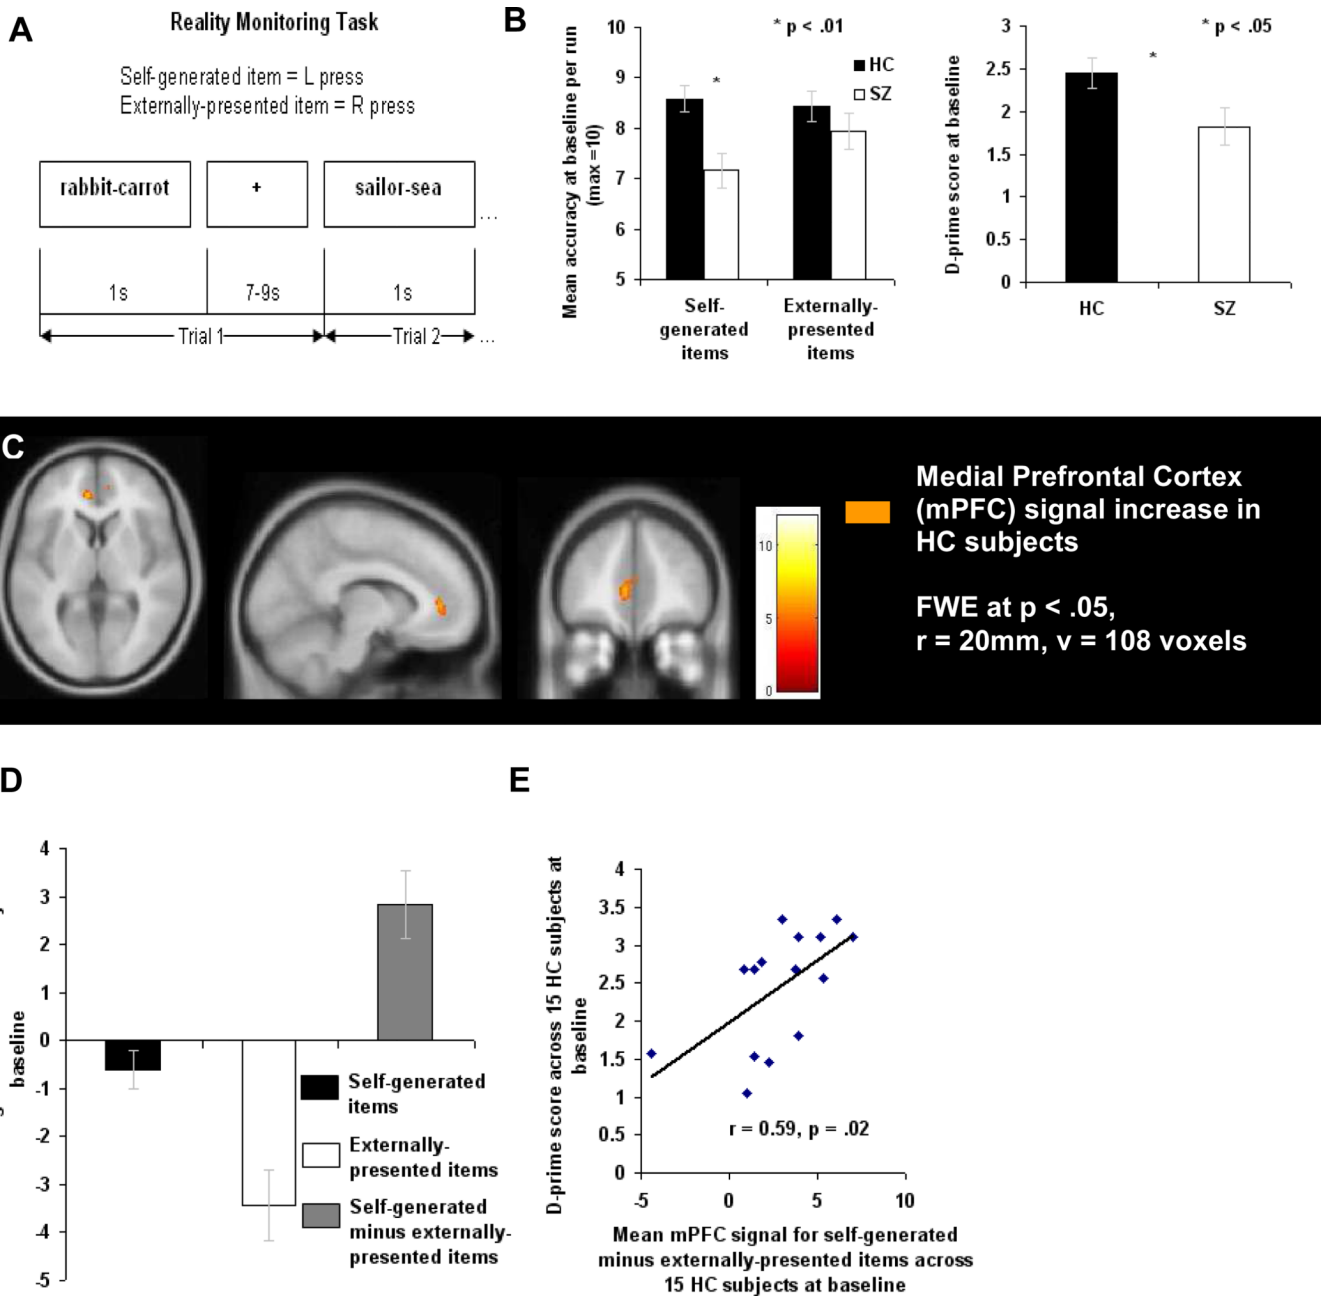 A
Reality Monitoring Task
Self-generated item = L press
Externally-presented item = R press
rabbit-carrot
+
sailor-sea
...
1s
7-9s
1s
Trial 1
Trial 2
...
B
Mean accuracy at baseline per run
(max =10)
10
9
8
7
6
5
* p < .01
HC
SZ
*
Self-
generated
items
Externally-
presented
items
D-prime score at baseline
3
2.5
2
1.5
1
0.5
0
* p < .05
*
HC
SZ
C
10
5
0
Medial Prefrontal Cortex
(mPFC) signal increase in
HC subjects
FWE at p < .05,
r = 20mm, v = 108 voxels
D
baseline
4
3
2
1
0
-1
-2
-3
-4
-5
Self-generated
items
Externally-
presented items
Self-generated
minus externally-
presented items
E
D-prime score across 15 HC subjects at
baseline
4
3.5
3
2.5
2
1.5
1
0.5
0
r = 0.59, p = .02
-5
0
5
10
Mean mPFC signal for self-generated
minus externally-presented items across
15 HC subjects at baseline